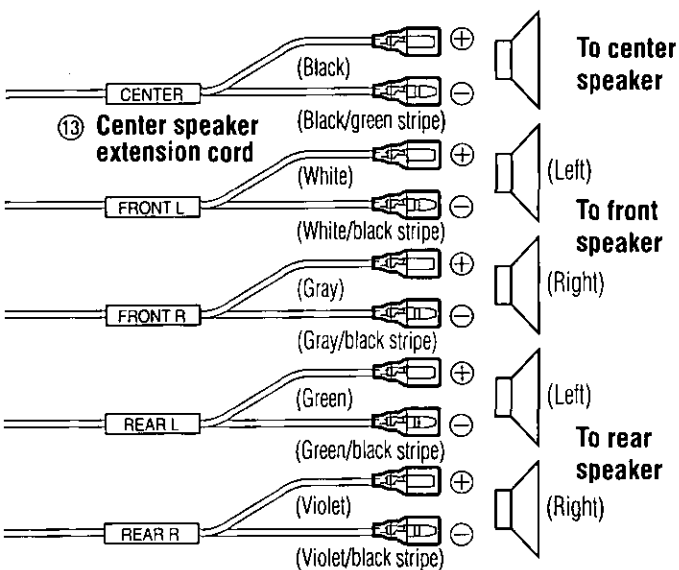 (Black) ⊕
CENTER ⊖
To center
speaker
⑬ Center speaker
extension cord
(Black/green stripe)
(White) ⊕
(Left)
FRONT L ⊖
(White/black stripe)
To front
speaker
(Gray) ⊕
(Right)
FRONT R ⊖
(Gray/black stripe)
(Green) ⊕
(Left)
REAR L ⊖
(Green/black stripe)
To rear
speaker
(Violet) ⊕
(Right)
REAR R ⊖
(Violet/black stripe)